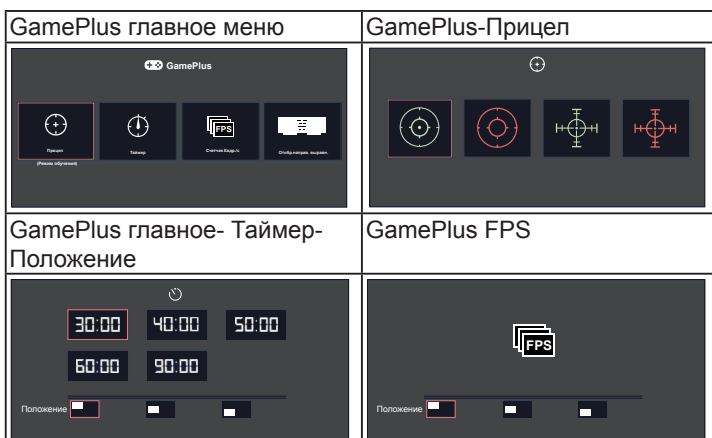 GamePlus главное меню
GamePlus-Прицел
GamePlus
Прицел
(Режим обучения)
Таймер
FPS
Счетчик Кадр./с
Отобр.направ. выравн.
GamePlus главное- Таймер-
Положение
GamePlus FPS
30:00 40:00 50:00
60:00 90:00
Положение
FPS
Положение